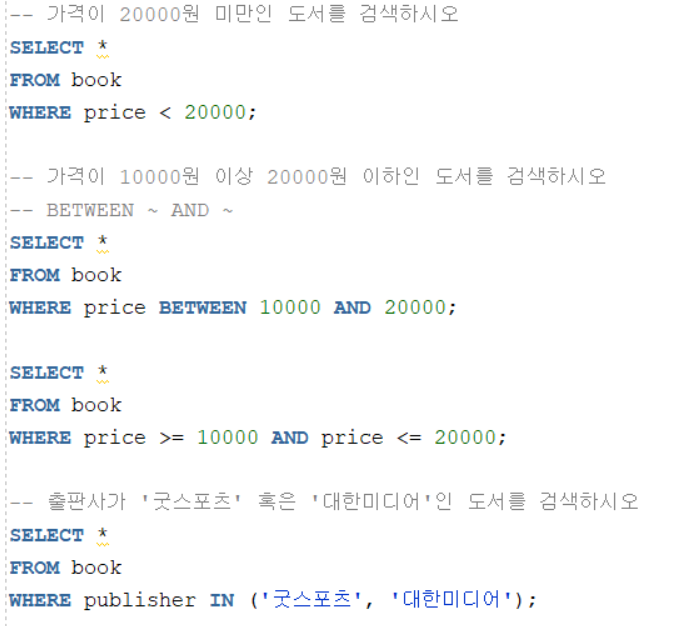 -- 가격이 20000원 미만인 도서를 검색하시오
SELECT *
FROM book
WHERE price < 20000;
-- 가격이 10000원 이상 20000원 이하인 도서를 검색하시오
-- BETWEEN ~ AND ~
SELECT *
FROM book
WHERE price BETWEEN 10000 AND 20000;
SELECT *
FROM book
WHERE price >= 10000 AND price <= 20000;
-- 출판사가 '굿스포츠' 혹은 '대한미디어'인 도서를 검색하시오
SELECT *
FROM book
WHERE publisher IN ('굿스포츠', '대한미디어');